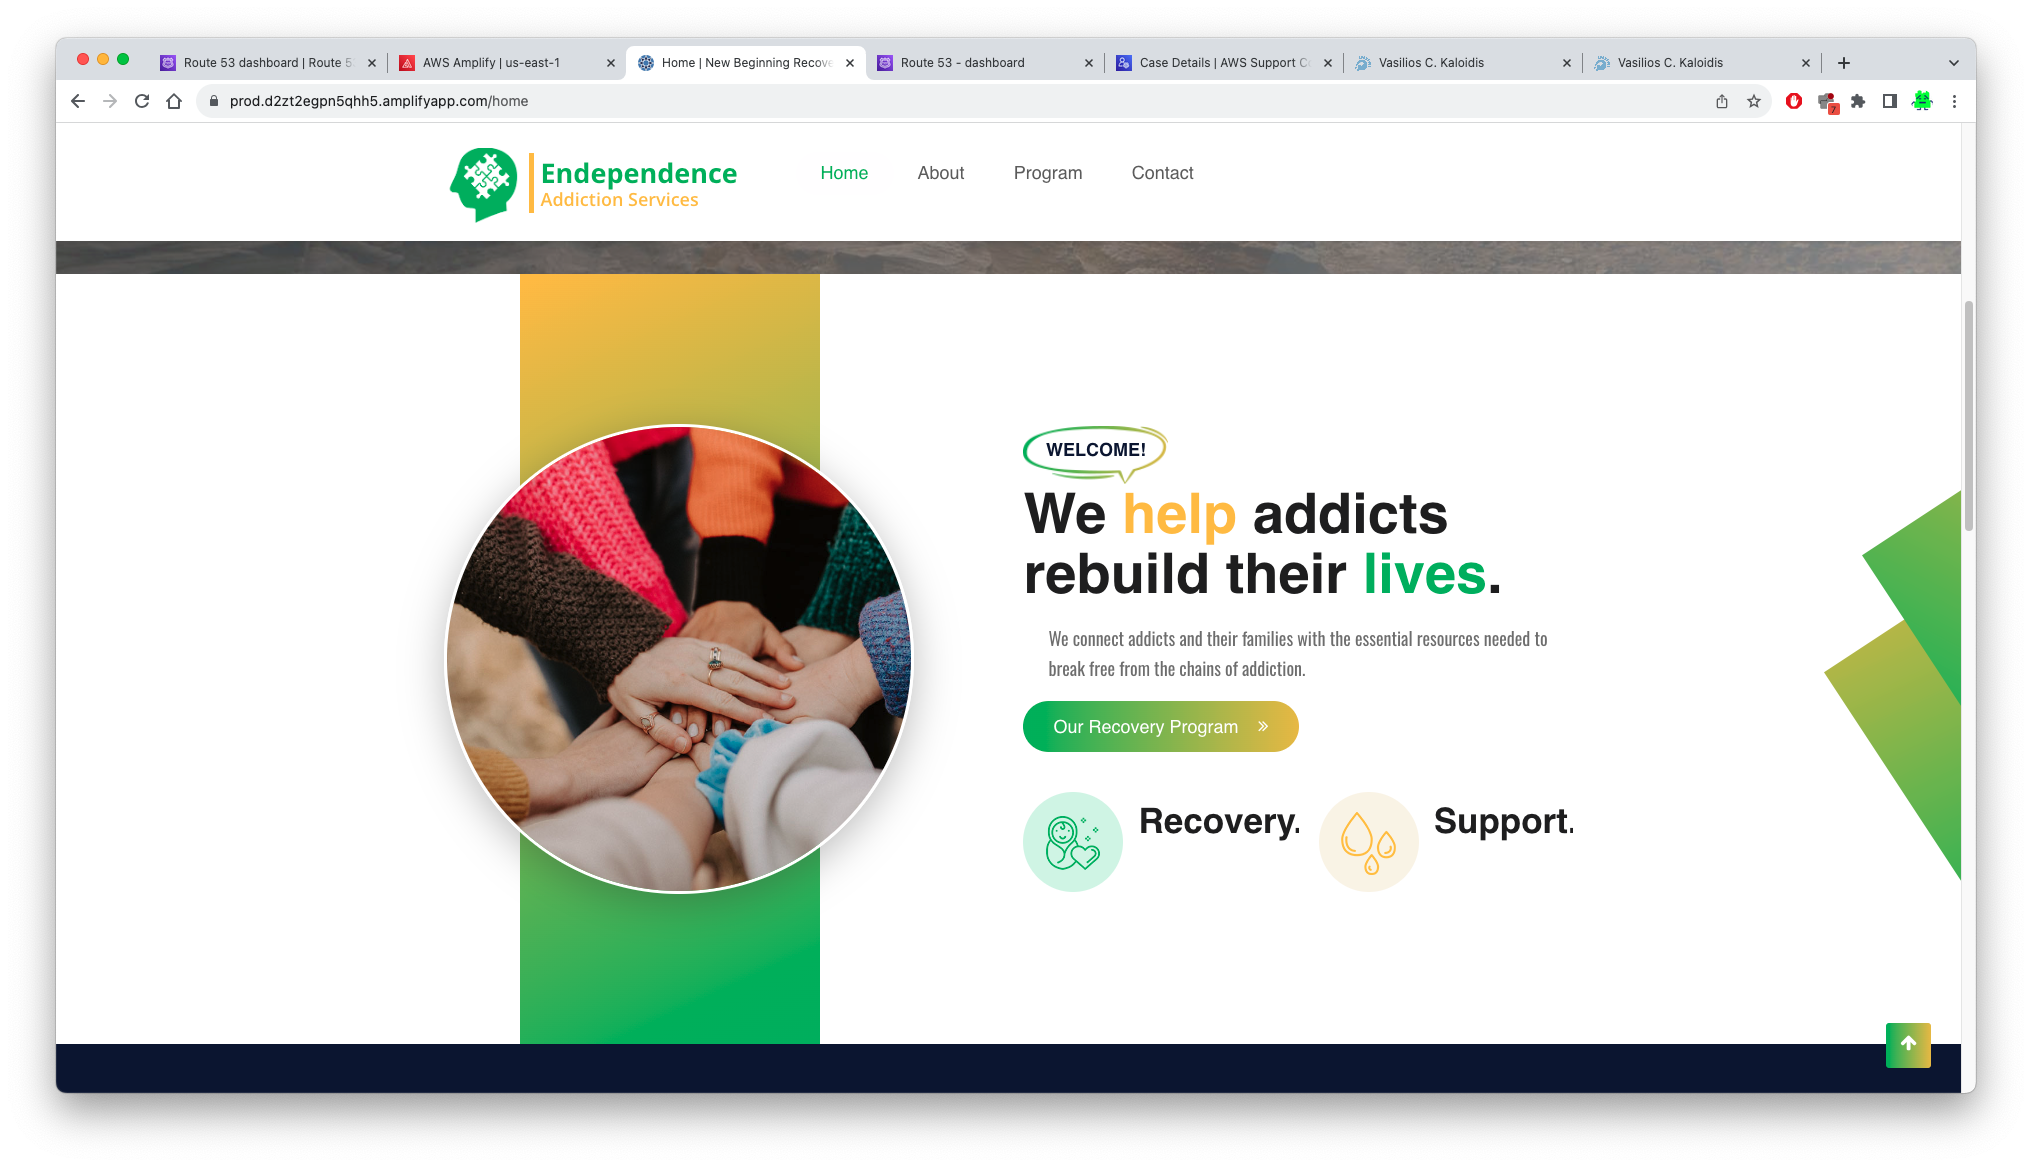 Route 53 dashboard | Route 5
AWS Amplify | us-east-1
Home | New Beginning Recove
Route 53 - dashboard
Case Details | AWS Support C
Vasilios C. Kaloidis
Vasilios C. Kaloidis
prod.d2zt2egpn5qhh5.amplifyapp.com/home
7
Endependence
Addiction Services
Home
About
Program
Contact
WELCOME!
We help addicts
rebuild their lives.
We connect addicts and their families with the essential resources needed to
break free from the chains of addiction.
Our Recovery Program »
Recovery.
Support.